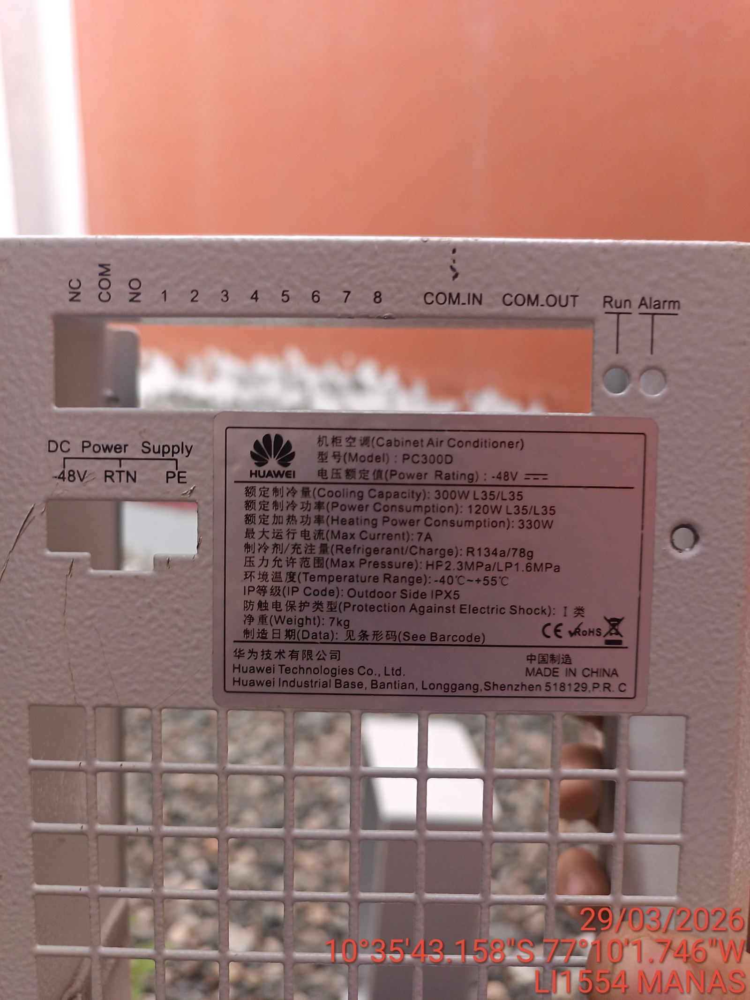 NC COM NO 1 2 3 4 5 6 7 8 COM_IN COM_OUT Run Alarm
DC Power Supply
-48V RTN PE
HUAWEI
机柜空调(Cabinet Air Conditioner)
型号(Model) : PC300D
电压额定值(Power Rating) : -48V
额定制冷量(Cooling Capacity): 300W L35/L35
额定制冷功率(Power Consumption): 120W L35/L35
额定加热功率(Heating Power Consumption): 330W
最大运行电流(Max Current): 7A
制冷剂/充注量(Refrigerant/Charge): R134a/78g
压力允许范围(Max Pressure): HP2.3MPa/LP1.6MPa
环境温度(Temperature Range): -40℃~+55℃
IP等级(IP Code): Outdoor Side IPX5
防触电保护类型(Protection Against Electric Shock): I 类
净重(Weight): 7kg
制造日期(Data): 见条形码(See Barcode)
CE RoHS
华为技术有限公司
Huawei Technologies Co., Ltd.
中国制造
MADE IN CHINA
Huawei Industrial Base, Bantian, Longgang,Shenzhen 518129,P.R. C
29/03/2026
10°35'43.158"S 77°10'1.746"W
LI1554 MANAS